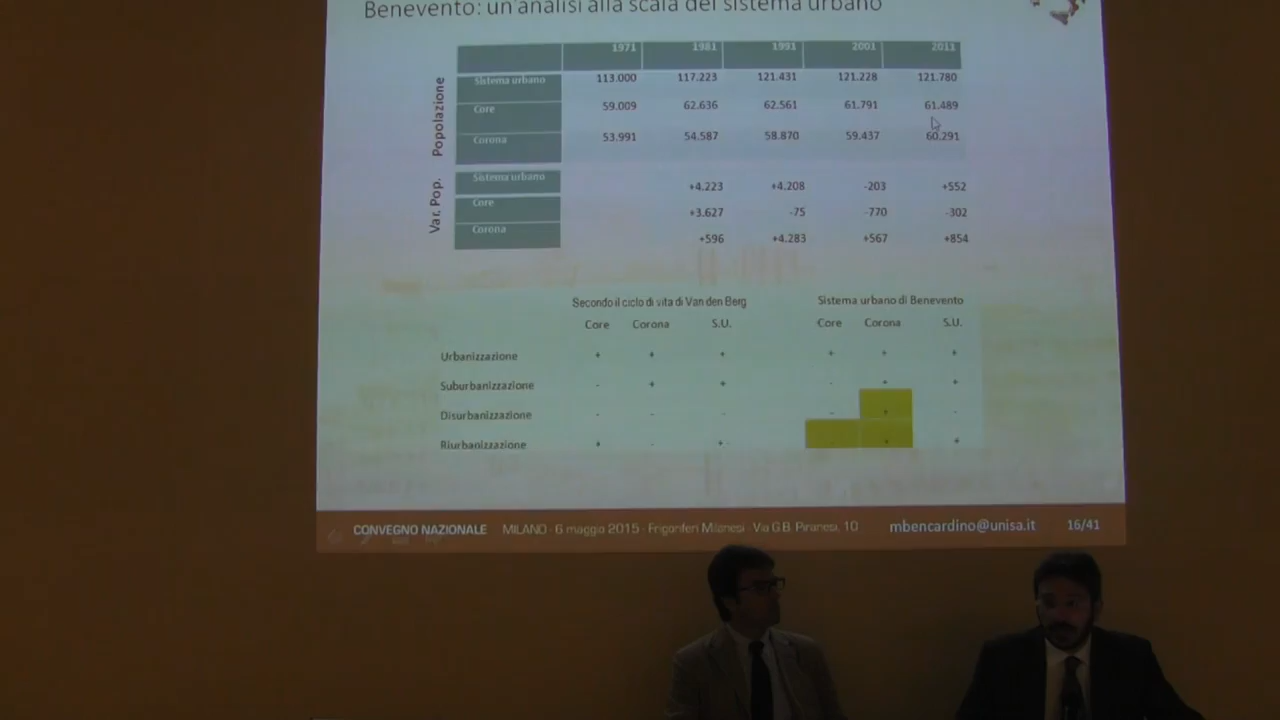 Benevento: un'analisi alla scala del sistema urbano
1971 1981 1991 2001 2011
Popolazione
Sistema urbano 113.000 117.223 121.431 121.228 121.780
Core 59.009 62.636 62.561 61.791 61.489
Corona 53.991 54.587 58.870 59.437 60.291
Var. Pop.
Sistema urbano +4.223 +4.208 -203 +552
Core +3.627 -75 -770 -302
Corona +596 +4.283 +567 +854
Secondo il ciclo di vita di Van den Berg Sistema urbano di Benevento
Core Corona S.U. Core Corona S.U.
Urbanizzazione + + + + + +
Suburbanizzazione - + + - + +
Disurbanizzazione - - - - + -
Riurbanizzazione + - +- + +
CONVEGNO NAZIONALE MILANO - 6 maggio 2015 - Frigoriferi Milanesi - Via G.B. Piranesi, 10 mbencardino@unisa.it 16/41